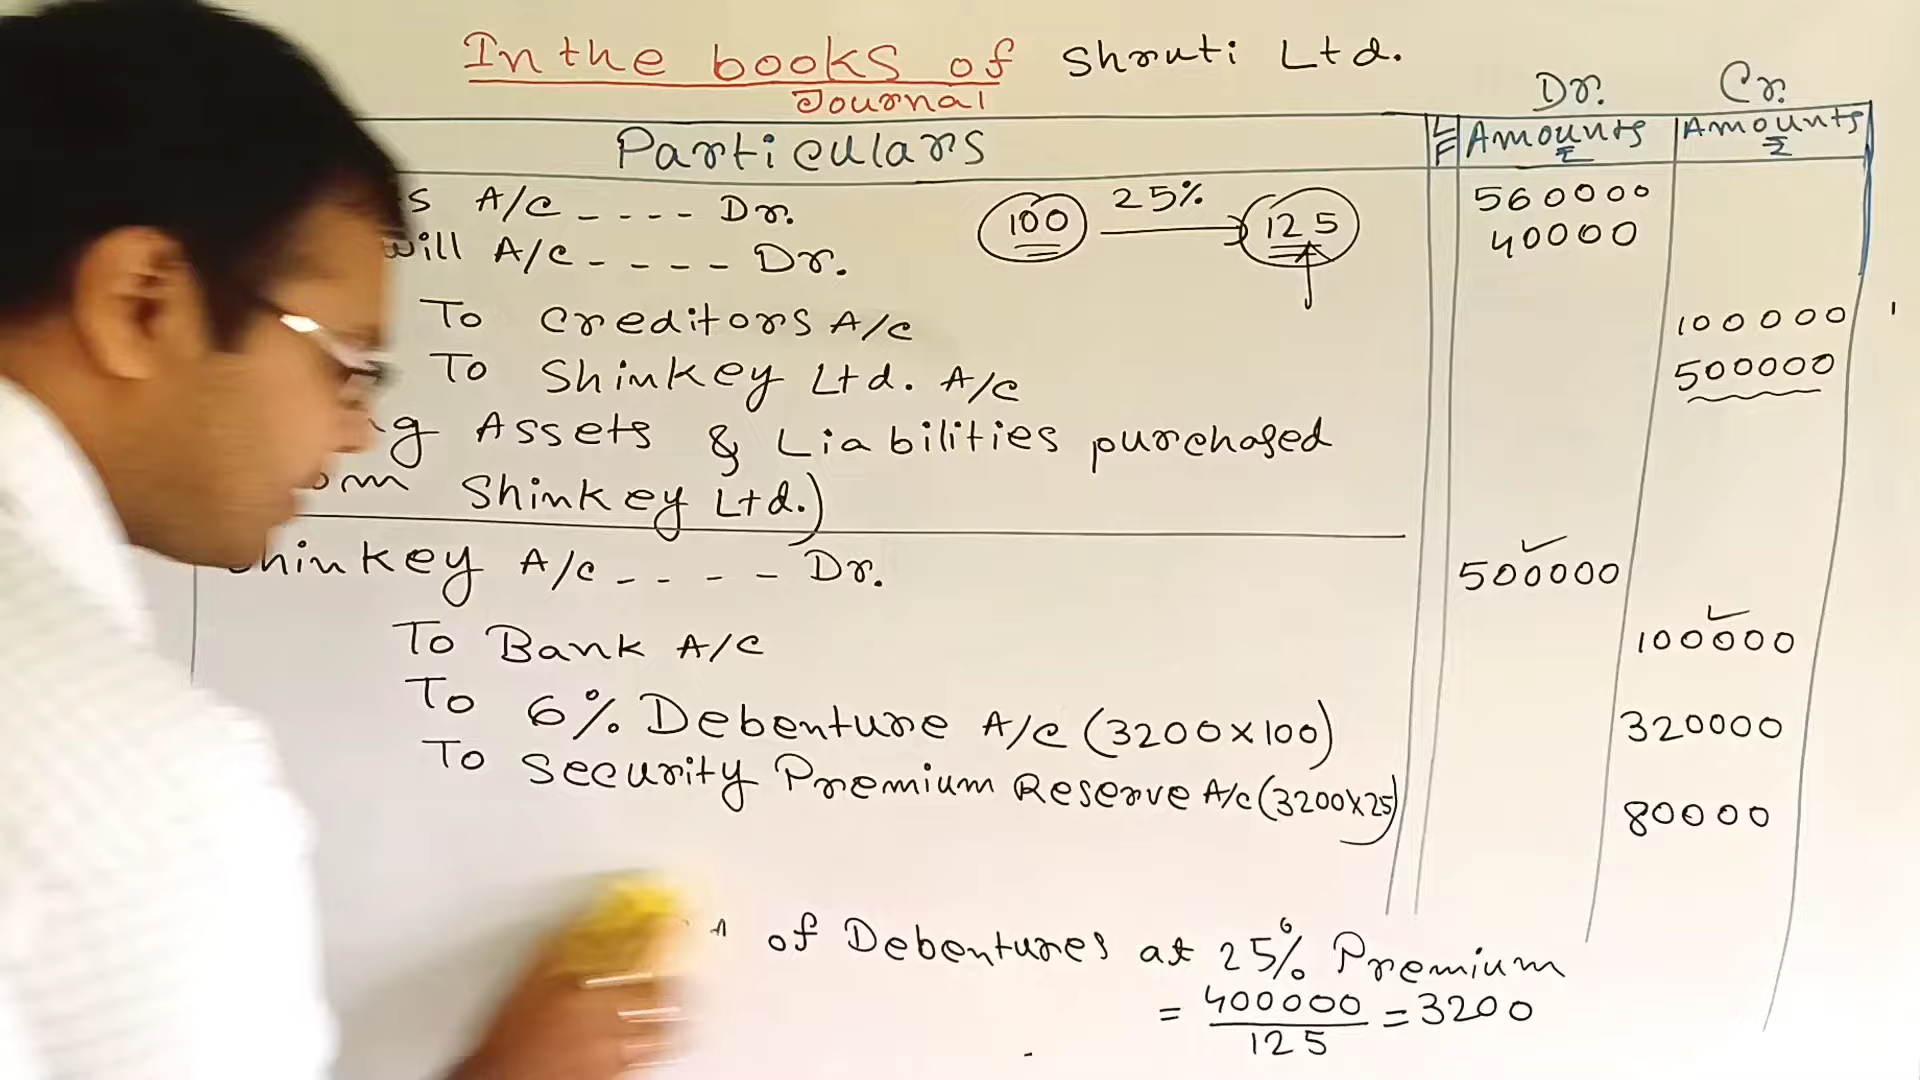 In the books of Shruti Ltd.
Journal
Dr. Cr.
Particulars LF Amounts ₹ Amounts ₹
A/C ---- Dr. 560000
100 25% 125
A/C ---- Dr. 40000
To Creditors A/C 100000
To Shinkey Ltd. A/C 500000
Assets & Liabilities purchased
Shinkey Ltd.)
A/C ---- Dr. 500000
To Bank A/C 100000
To 6% Debenture A/C (3200×100) 320000
To Security Premium Reserve A/C (3200×25) 80000
of Debentures at 25% Premium
= 400000/125 = 3200